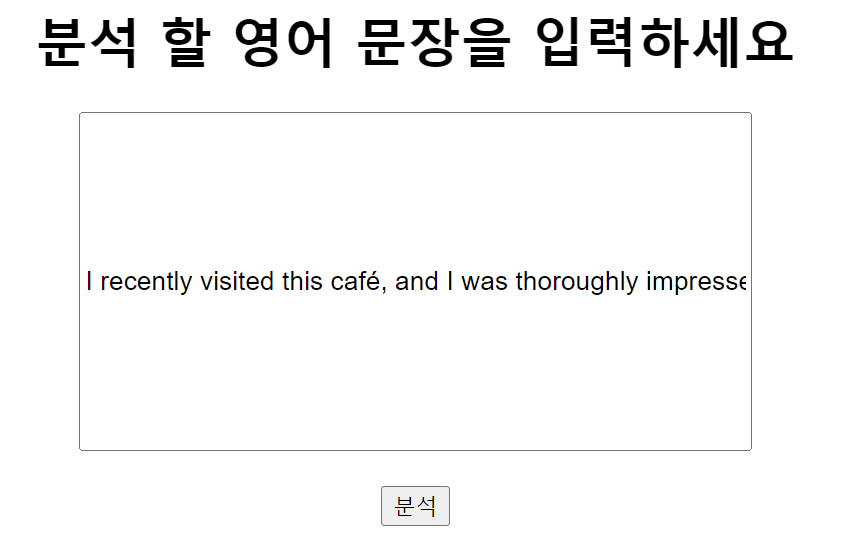 분석 할 영어 문장을 입력하세요
I recently visited this café, and I was thoroughly impresse
분석